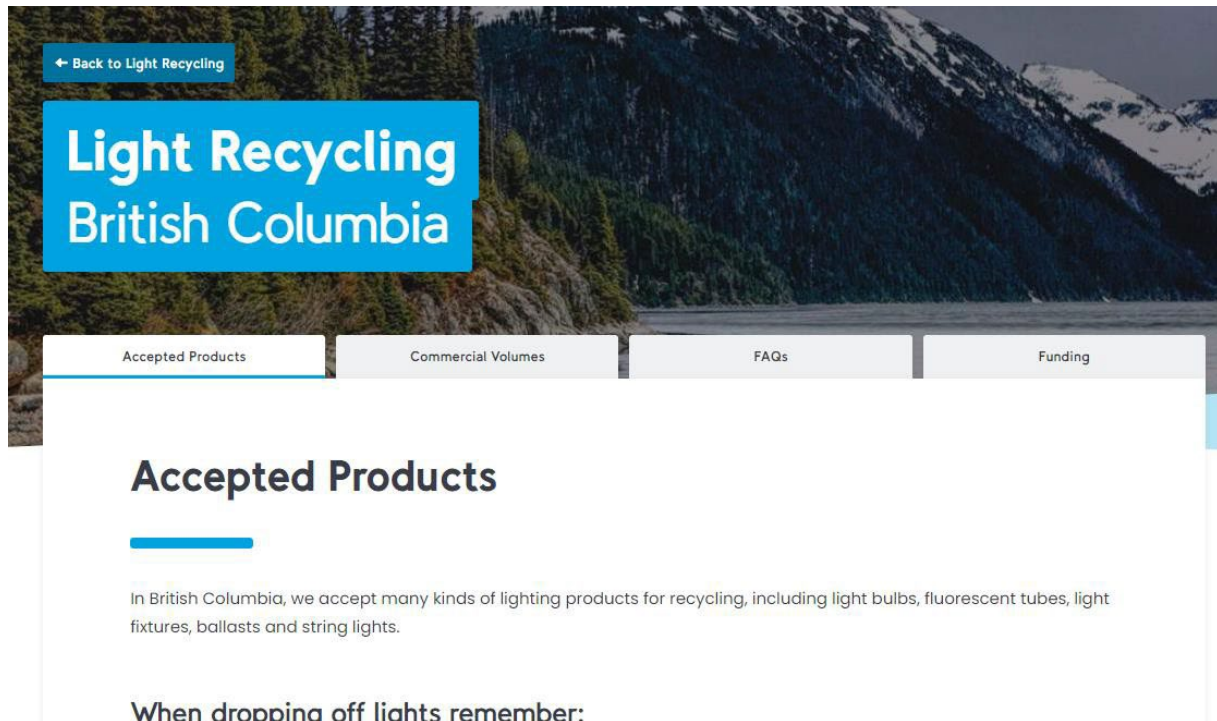 ← Back to Light Recycling
Light Recycling
British Columbia
Accepted Products
Commercial Volumes
FAQs
Funding
Accepted Products
In British Columbia, we accept many kinds of lighting products for recycling, including light bulbs, fluorescent tubes, light
fixtures, ballasts and string lights.
When dropping off lights remember: